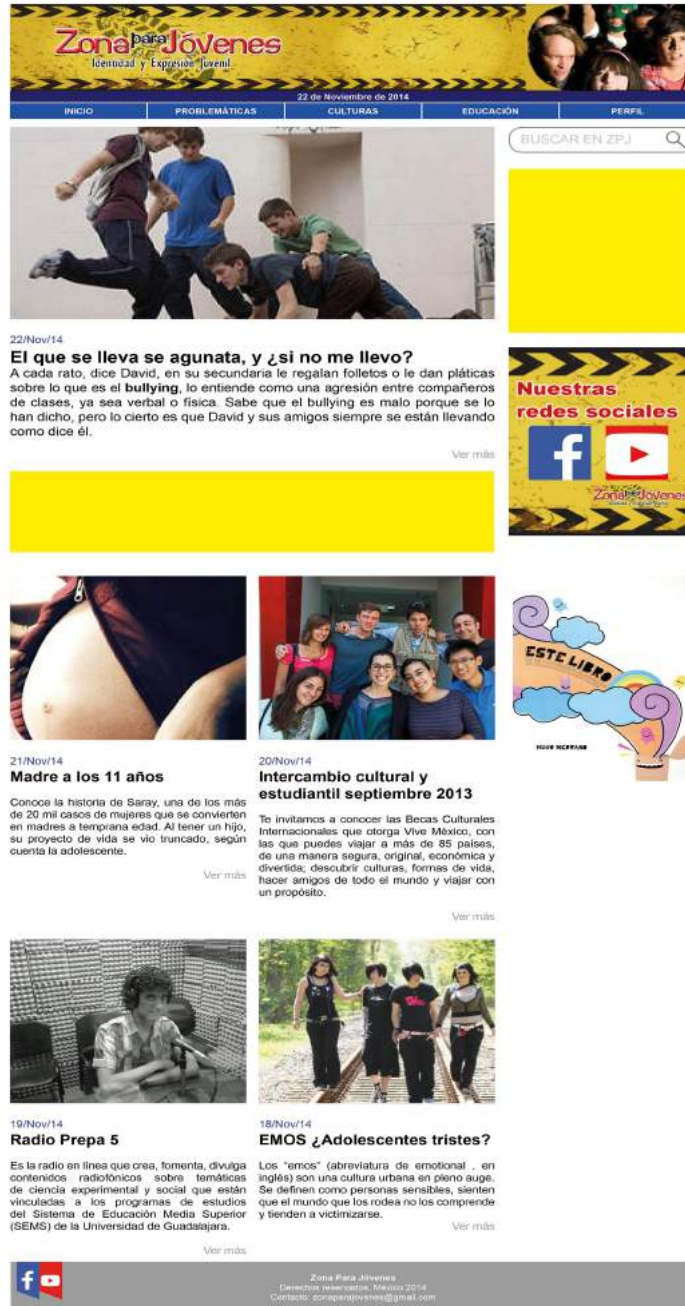 Zona para Jóvenes
Identidad y Expresión Juvenil
22 de Noviembre de 2014
INICIO
PROBLEMÁTICAS
CULTURAS
EDUCACIÓN
PERFIL
BUSCAR EN ZPJ
22/Nov/14
El que se lleva se agunata, y ¿si no me llevo?
A cada rato, dice David, en su secundaria le regalan folletos o le dan pláticas
sobre lo que es el bullying, lo entiende como una agresión entre compañeros
de clases, ya sea verbal o física. Sabe que el bullying es malo porque se lo
han dicho, pero lo cierto es que David y sus amigos siempre se están llevando
como dice él.
Ver más
Nuestras
redes sociales
Zona para Jóvenes
21/Nov/14
Madre a los 11 años
Conoce la historia de Saray, una de los más
de 20 mil casos de mujeres que se convierten
en madres a temprana edad. Al tener un hijo,
su proyecto de vida se vio truncado, según
cuenta la adolescente.
Ver más
20/Nov/14
Intercambio cultural y
estudiantil septiembre 2013
Te invitamos a conocer las Becas Culturales
Internacionales que otorga Vive México, con
las que puedes viajar a más de 85 países,
de una manera segura, original, económica y
divertida; descubrir culturas, formas de vida,
hacer amigos de todo el mundo y viajar con
un propósito.
Ver más
ESTE LIBRO
19/Nov/14
Radio Prepa 5
Es la radio en línea que crea, fomenta, divulga
contenidos radiofónicos sobre temáticas
de ciencia experimental y social que están
vinculadas a los programas de estudios
del Sistema de Educación Media Superior
(SEMS) de la Universidad de Guadalajara.
Ver más
18/Nov/14
EMOS ¿Adolescentes tristes?
Los "emos" (abreviatura de emotional , en
inglés) son una cultura urbana en pleno auge.
Se definen como personas sensibles, sienten
que el mundo que los rodea no los comprende
y tienden a victimizarse.
Ver más
Zona Para Jóvenes
Derechos reservados, México 2014
Contacto: zonaparajovenes@gmail.com